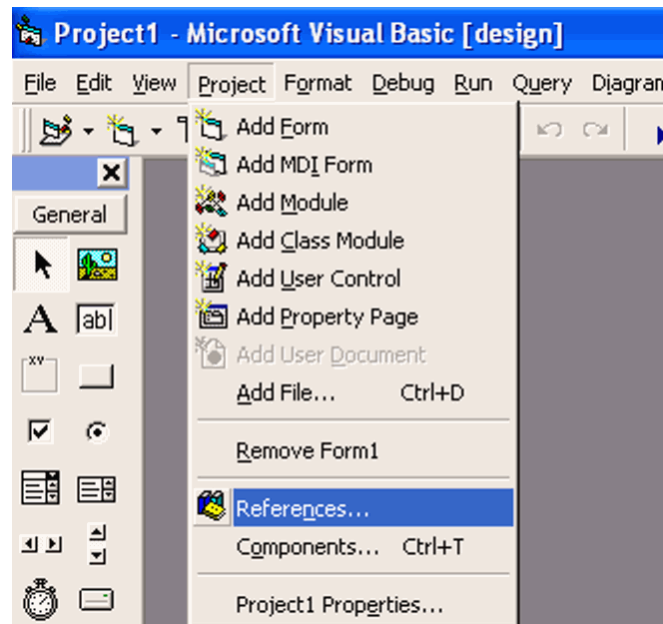 Project1 - Microsoft Visual Basic [design]
File Edit View Project Format Debug Run Query Diagram
General
A ab|
XY
Add Form
Add MDI Form
Add Module
Add Class Module
Add User Control
Add Property Page
Add User Document
Add File... Ctrl+D
Remove Form1
References...
Components... Ctrl+T
Project1 Properties...